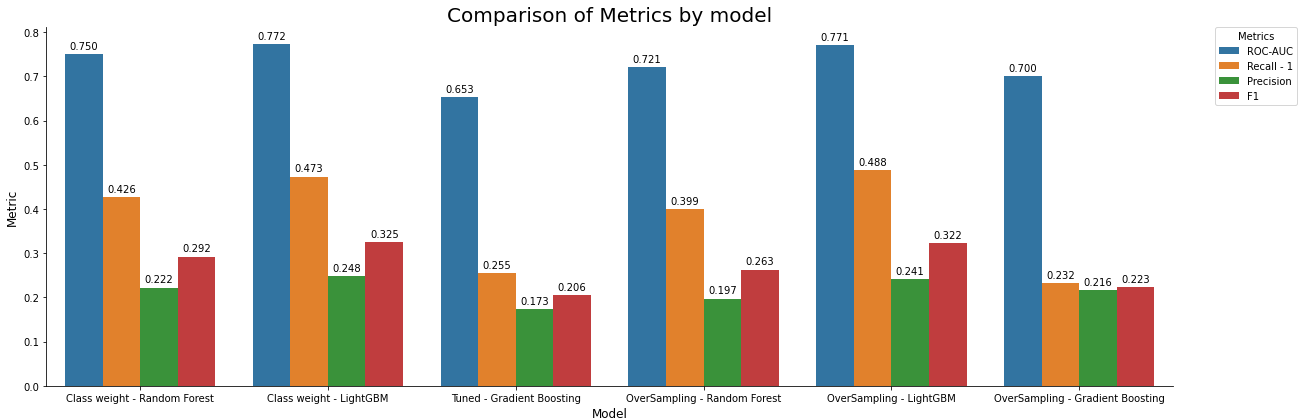 Comparison of Metrics by model
Metrics
ROC-AUC
Recall - 1
Precision
F1
Metric
0.8
0.7
0.6
0.5
0.4
0.3
0.2
0.1
0.0
0.750
0.426
0.222
0.292
0.772
0.473
0.248
0.325
0.653
0.255
0.173
0.206
0.721
0.399
0.197
0.263
0.771
0.488
0.241
0.322
0.700
0.232
0.216
0.223
Class weight - Random Forest
Class weight - LightGBM
Tuned - Gradient Boosting
OverSampling - Random Forest
OverSampling - LightGBM
OverSampling - Gradient Boosting
Model